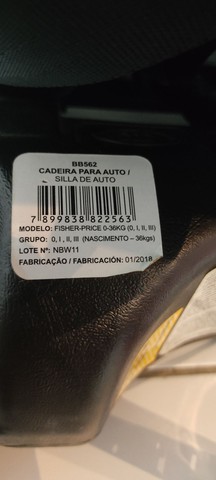 BB562
CADEIRA PARA AUTO /
SILLA DE AUTO
7 899838 822563
MODELO: FISHER-PRICE 0-36KG (0, I, II, III)
GRUPO: 0, I , II, III (NASCIMENTO – 36kgs)
LOTE Nº: NBW11
FABRICAÇÃO / FABRICACIÓN: 01/2018